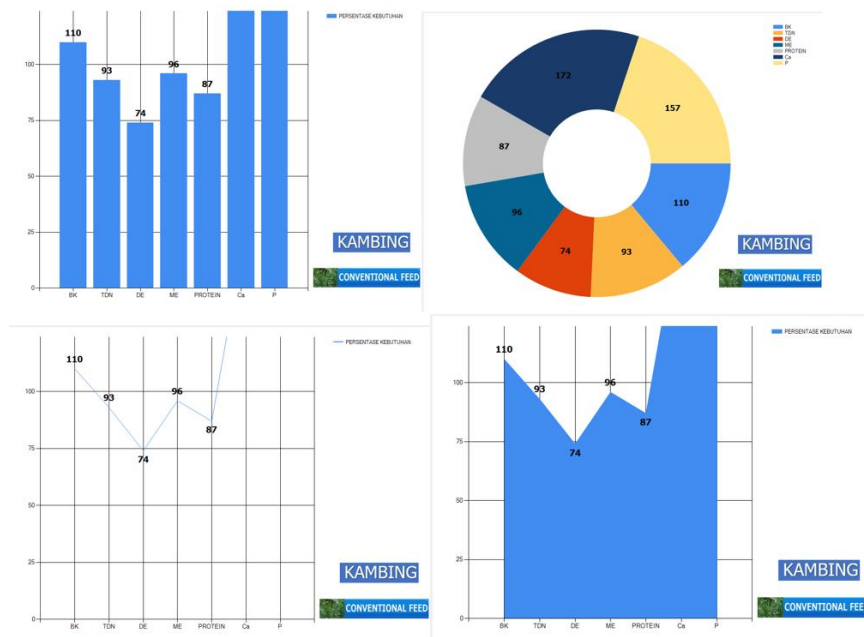 PERSENTASE KEBUTUHAN
110
93
74
96
87
100
75
50
25
0
BK TDN DE ME PROTEIN Ca P
KAMBING
CONVENTIONAL FEED
BK
TDN
DE
ME
PROTEIN
Ca
P
172
157
87
110
96
74
93
KAMBING
CONVENTIONAL FEED
PERSENTASE KEBUTUHAN
110
93
74
96
87
100
75
50
25
0
BK TDN DE ME PROTEIN Ca P
KAMBING
CONVENTIONAL FEED
PERSENTASE KEBUTUHAN
110
93
74
96
87
100
75
50
25
0
BK TDN DE ME PROTEIN Ca P
KAMBING
CONVENTIONAL FEED